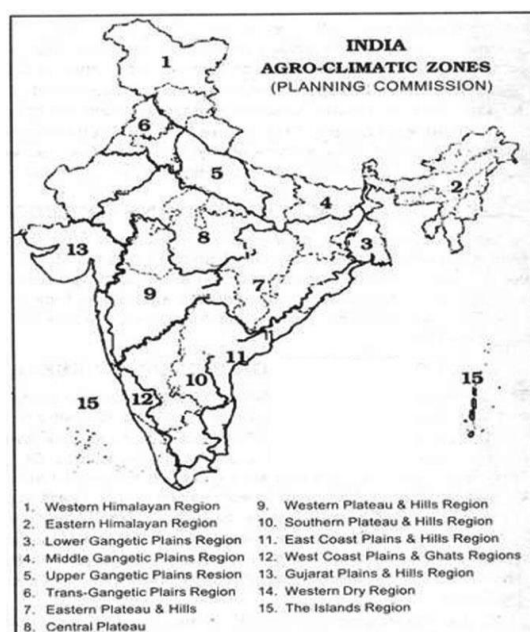 INDIA
AGRO-CLIMATIC ZONES
(PLANNING COMMISSION)
1
6
5
2
4
3
8
13
7
9
11
10
12
15
15
1. Western Himalayan Region
2. Eastern Himalayan Region
3. Lower Gangetic Plains Region
4. Middle Gangetic Plains Region
5. Upper Gangetic Plains Resion
6. Trans-Gangetic Plairs Region
7. Eastern Plateau & Hills
8. Central Plateau
9. Western Plateau & Hills Region
10. Southern Plateau & Hills Region
11. East Coast Plains & Hills Region
12. West Coast Plains & Ghats Regions
13. Gujarat Plains & Hills Region
14. Western Dry Region
15. The Islands Region